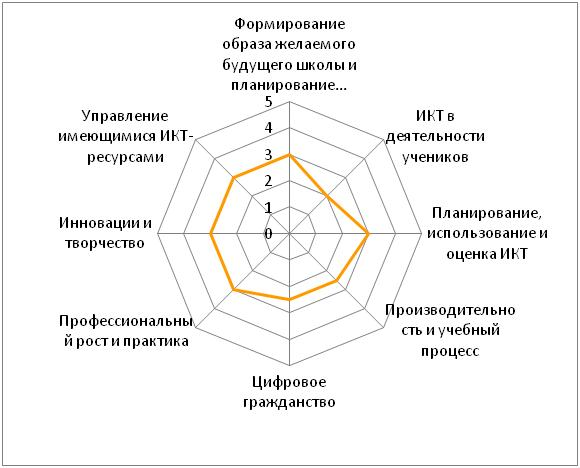 Формирование
образа желаемого
будущего школы и
планирование...
ИКТ в
деятельности
учеников
Планирование,
использование и
оценка ИКТ
Производительно
сть и учебный
процесс
Цифровое
гражданство
Профессиональны
й рост и практика
Инновации и
творчество
Управление
имеющимися ИКТ-
ресурсами
5
4
3
2
1
0